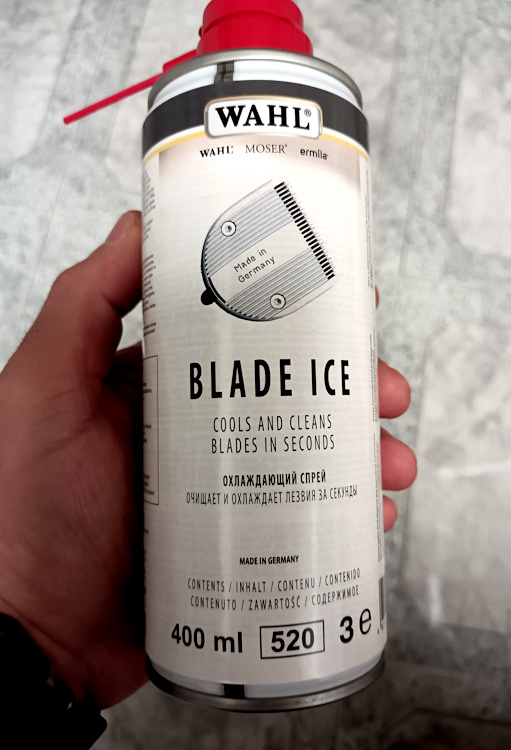 WAHL®
WAHL® MOSER® ermila®
Made in
Germany
BLADE ICE
COOLS AND CLEANS
BLADES IN SECONDS
ОХЛАЖДАЮЩИЙ СПРЕЙ
ОЧИЩАЕТ И ОХЛАЖДАЕТ ЛЕЗВИЯ ЗА СЕКУНДЫ
MADE IN GERMANY
CONTENTS / INHALT / CONTENU / CONTENIDO
CONTENUTO / ZAWARTOŚĆ / СОДЕРЖИМОЕ
400 ml 520 3 ℮